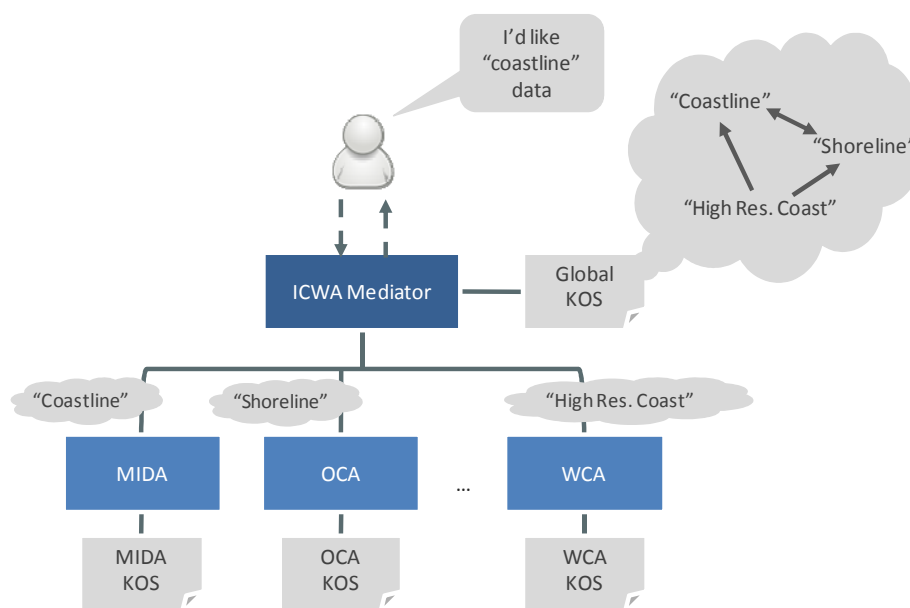 I’d like
“coastline”
data
“Coastline”
“Shoreline”
“High Res. Coast”
ICWA Mediator
Global
KOS
“Coastline”
“Shoreline”
“High Res. Coast”
MIDA
OCA
...
WCA
MIDA
KOS
OCA
KOS
WCA
KOS